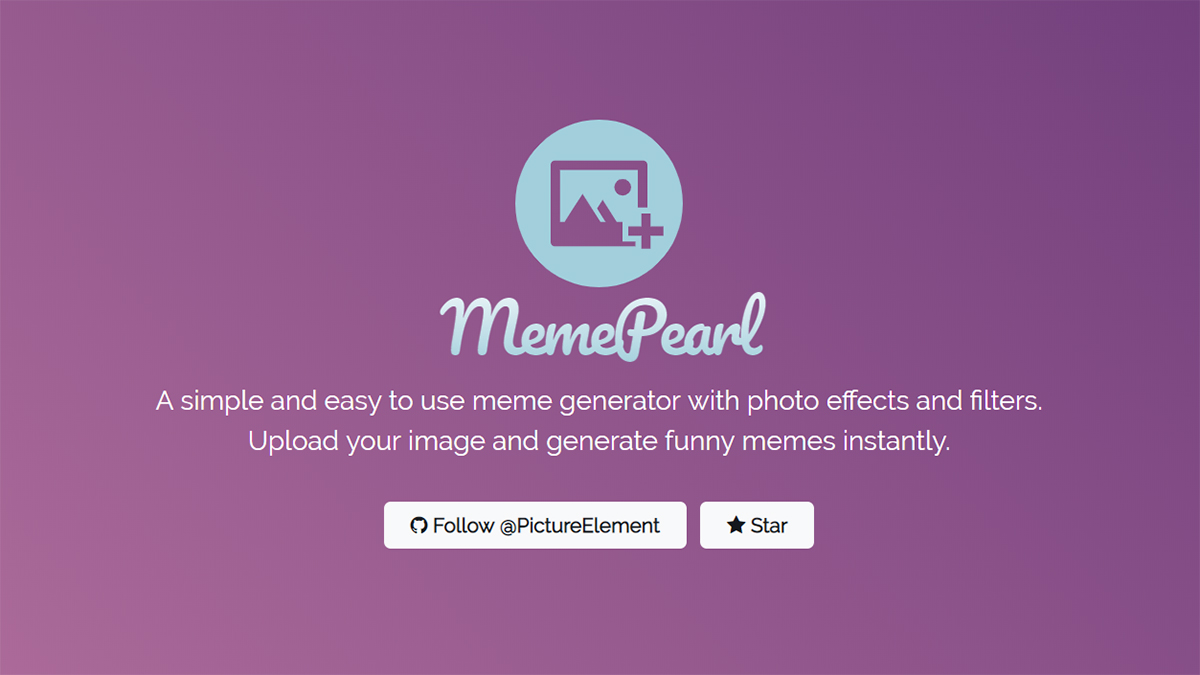 MemePearl
A simple and easy to use meme generator with photo effects and filters.
Upload your image and generate funny memes instantly.
Follow @PictureElement
Star